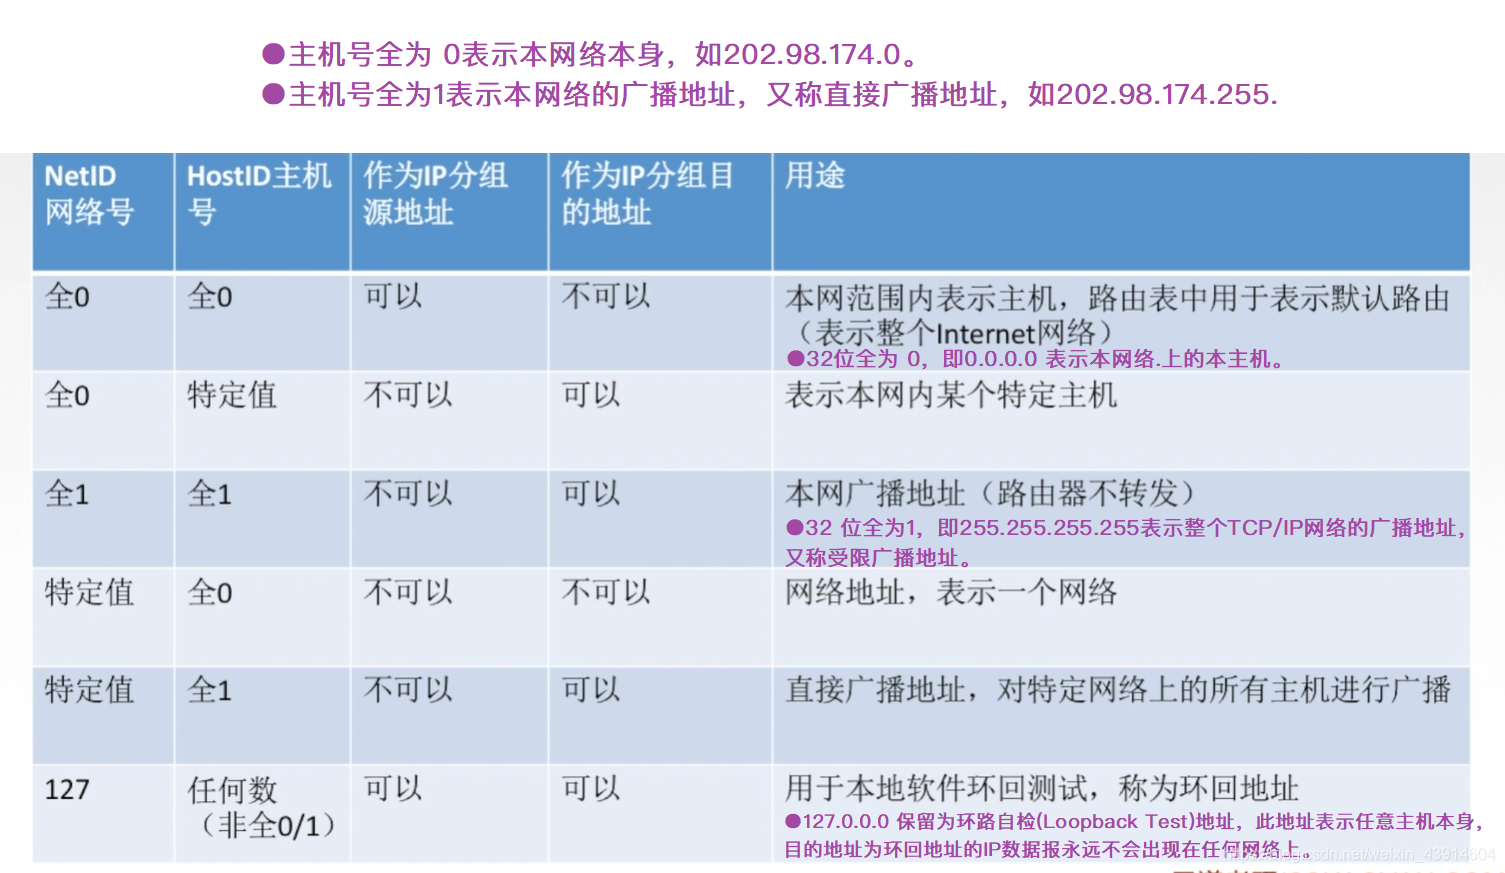 ●主机号全为 0表示本网络本身，如202.98.174.0。
●主机号全为1表示本网络的广播地址，又称直接广播地址，如202.98.174.255.
NetID 网络号
HostID主机号
作为IP分组源地址
作为IP分组目的地址
用途
全0
全0
可以
不可以
本网范围内表示主机，路由表中用于表示默认路由
（表示整个Internet网络）
●32位全为 0，即0.0.0.0 表示本网络.上的本主机。
全0
特定值
不可以
可以
表示本网内某个特定主机
全1
全1
不可以
可以
本网广播地址（路由器不转发）
●32 位全为1，即255.255.255.255表示整个TCP/IP网络的广播地址，
又称受限广播地址。
特定值
全0
不可以
不可以
网络地址，表示一个网络
特定值
全1
不可以
可以
直接广播地址，对特定网络上的所有主机进行广播
127
任何数
（非全0/1）
可以
可以
用于本地软件环回测试，称为环回地址
●127.0.0.0 保留为环路自检(Loopback Test)地址，此地址表示任意主机本身，
目的地址为环回地址的IP数据报永远不会出现在任何网络上。
csdn.net/weixin_43914604